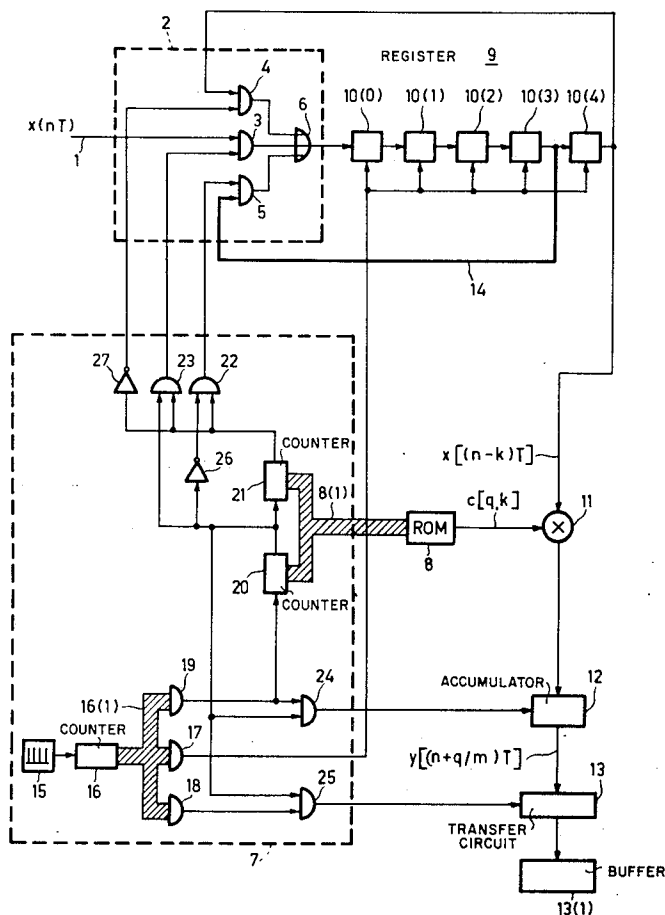 2
REGISTER 9
4
10(0) 10(1) 10(2) 10(3) 10(4)
6
x(nT)
3
1
5
14
27 23 22
COUNTER
26
21
8(1)
x[(n-k)T]
c[q,k]
ROM
11
8
20
COUNTER
19
24
16(1)
ACCUMULATOR
COUNTER
17
12
y[(n+q/m)T]
15
16
18
25
13
TRANSFER
CIRCUIT
7
BUFFER
13(1)